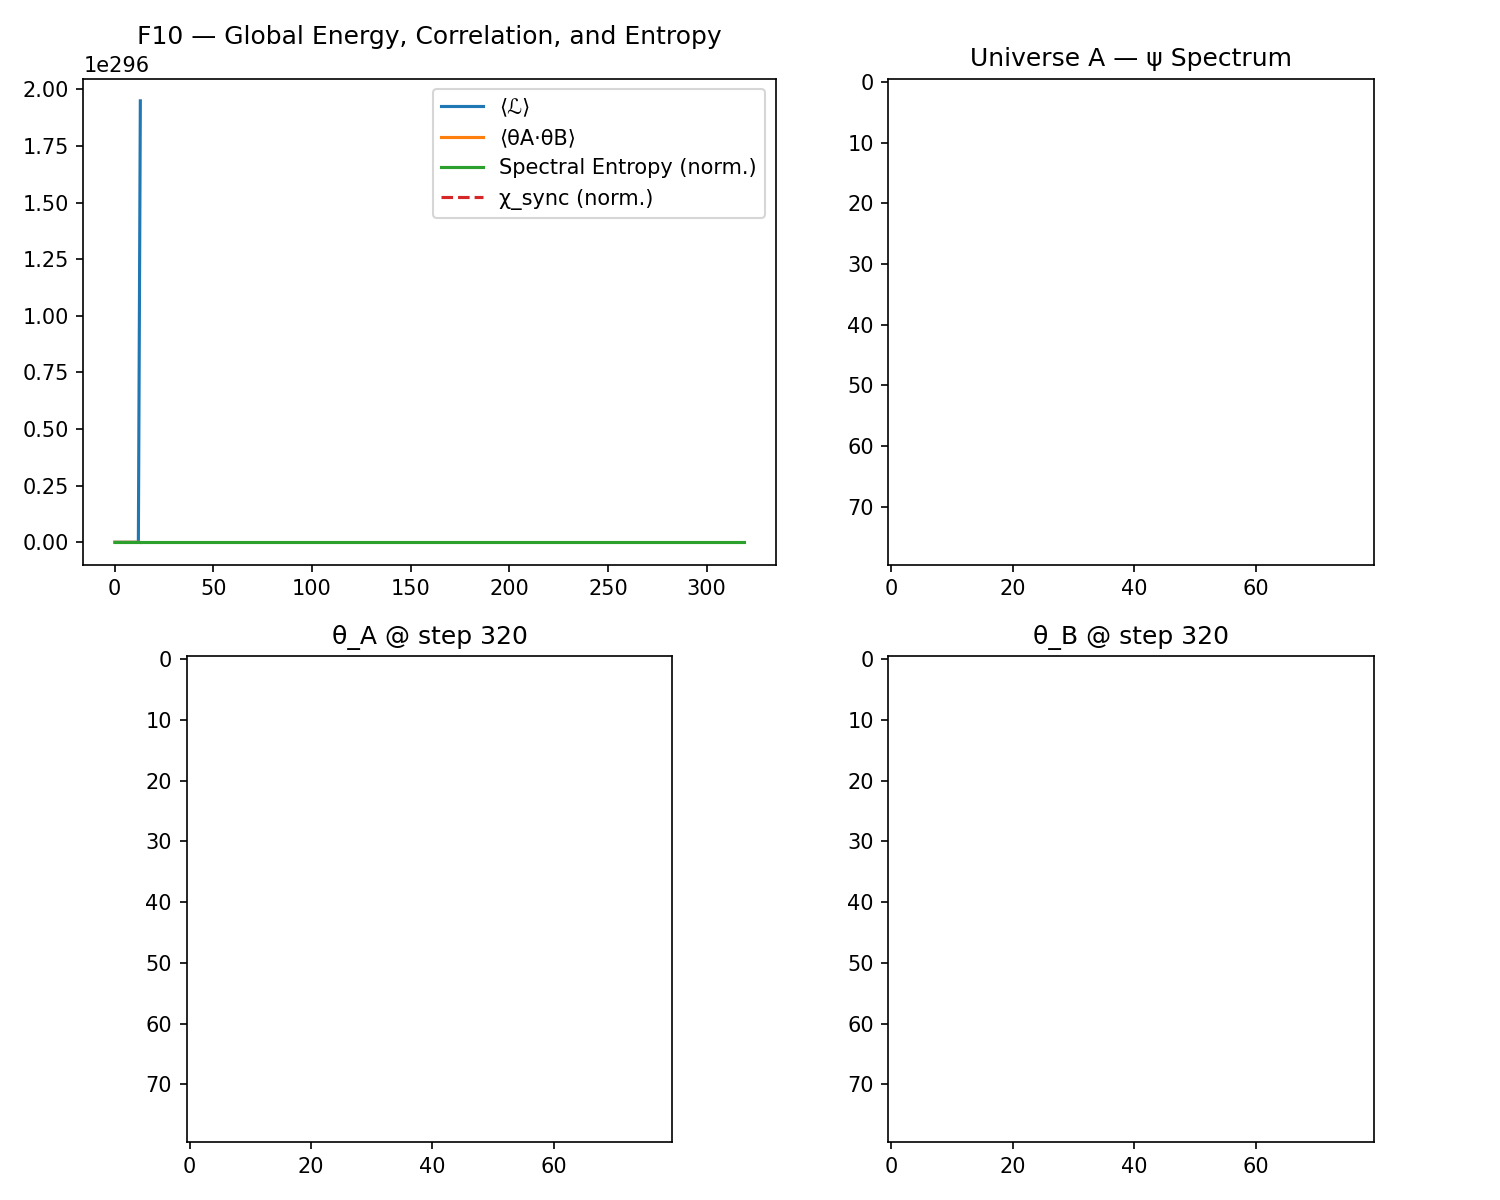 F10 — Global Energy, Correlation, and Entropy
1e296
2.00
1.75
1.50
1.25
1.00
0.75
0.50
0.25
0.00
0 50 100 150 200 250 300
⟨ℒ⟩
⟨θA·θB⟩
Spectral Entropy (norm.)
χ_sync (norm.)
Universe A — ψ Spectrum
0
10
20
30
40
50
60
70
0 20 40 60
θ_A @ step 320
0
10
20
30
40
50
60
70
0 20 40 60
θ_B @ step 320
0
10
20
30
40
50
60
70
0 20 40 60